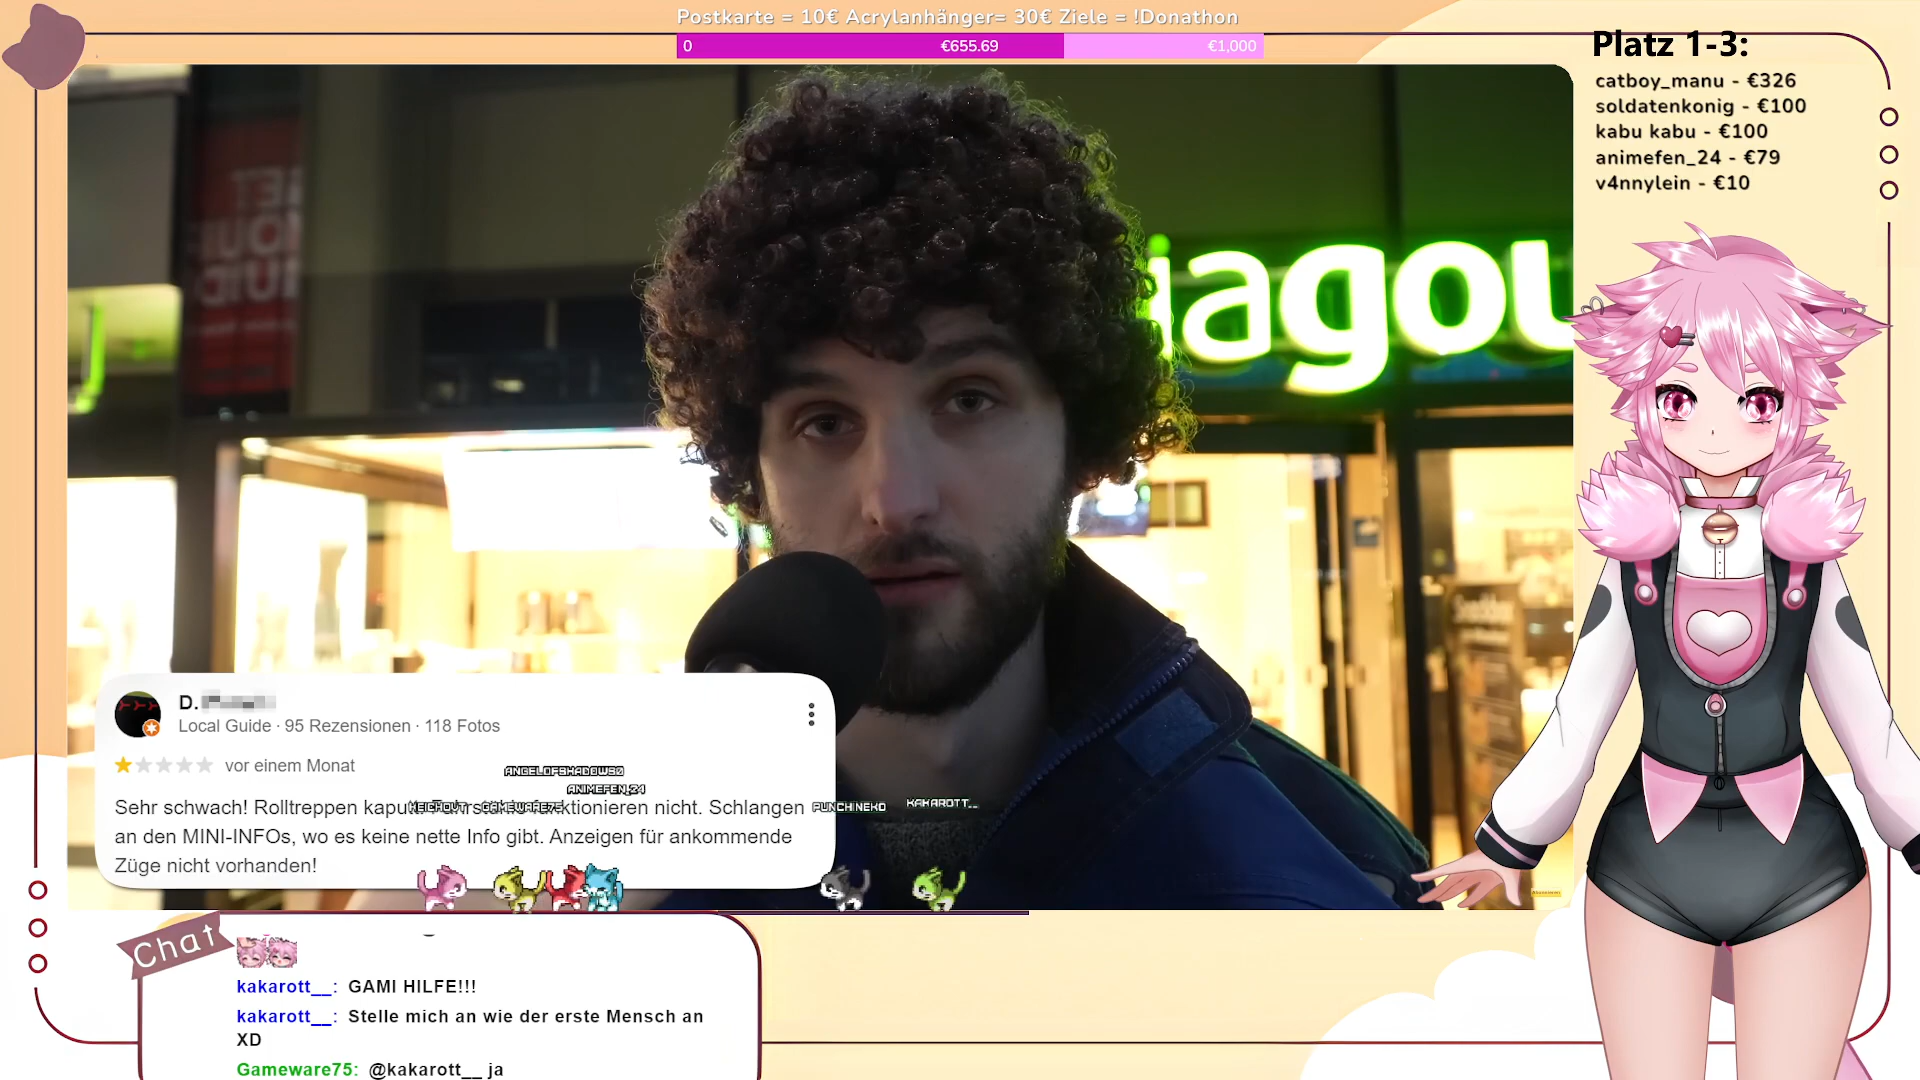 Postkarte = 10€ Acrylanhänger= 30€ Ziele = !Donathon
0 €655.69 €1,000
Platz 1-3:
catboy_manu - €326
soldatenkonig - €100
kabu kabu - €100
animefen_24 - €79
v4nnylein - €10
iagou
D.
Local Guide · 95 Rezensionen · 118 Fotos
vor einem Monat
Sehr schwach! Rolltreppen kaputt! nktionieren nicht. Schlangen
an den MINI-INFOs, wo es keine nette Info gibt. Anzeigen für ankommende
Züge nicht vorhanden!
ANGELOFSHADOWS0
ANIMEFEN_24
GAMEWARE75
PUNCHINEKO
KAKAROTT__
Chat
kakarott__: GAMI HILFE!!!
kakarott__: Stelle mich an wie der erste Mensch an
XD
Gameware75: @kakarott__ ja